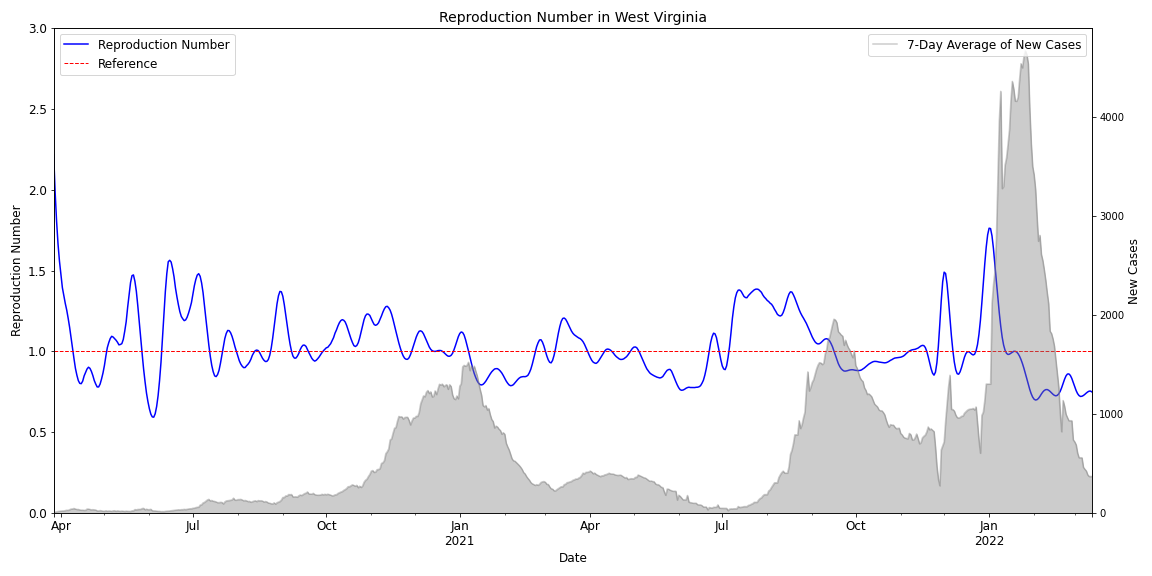 Reproduction Number in West Virginia
Reproduction Number
Reference
7-Day Average of New Cases
3.0
2.5
2.0
1.5
1.0
0.5
0.0
Reproduction Number
4000
3000
2000
1000
0
New Cases
Apr
Jul
Oct
Jan
2021
Apr
Jul
Oct
Jan
2022
Date